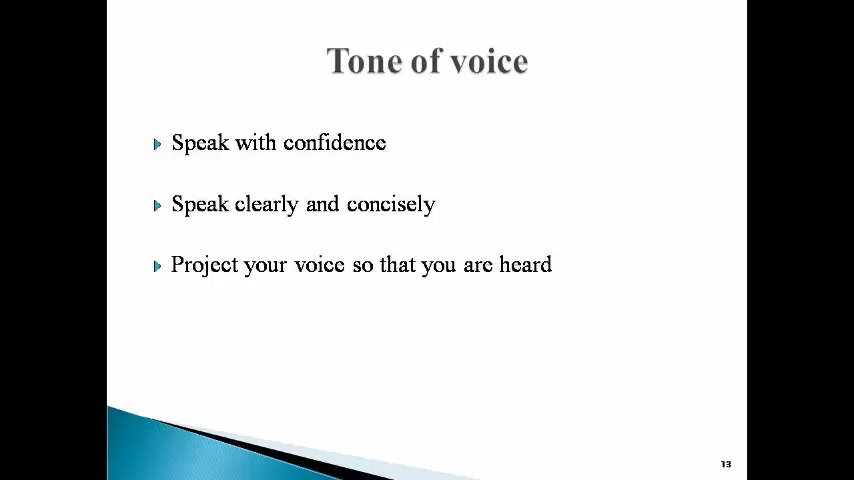 Tone of voice
Speak with confidence
Speak clearly and concisely
Project your voice so that you are heard
13